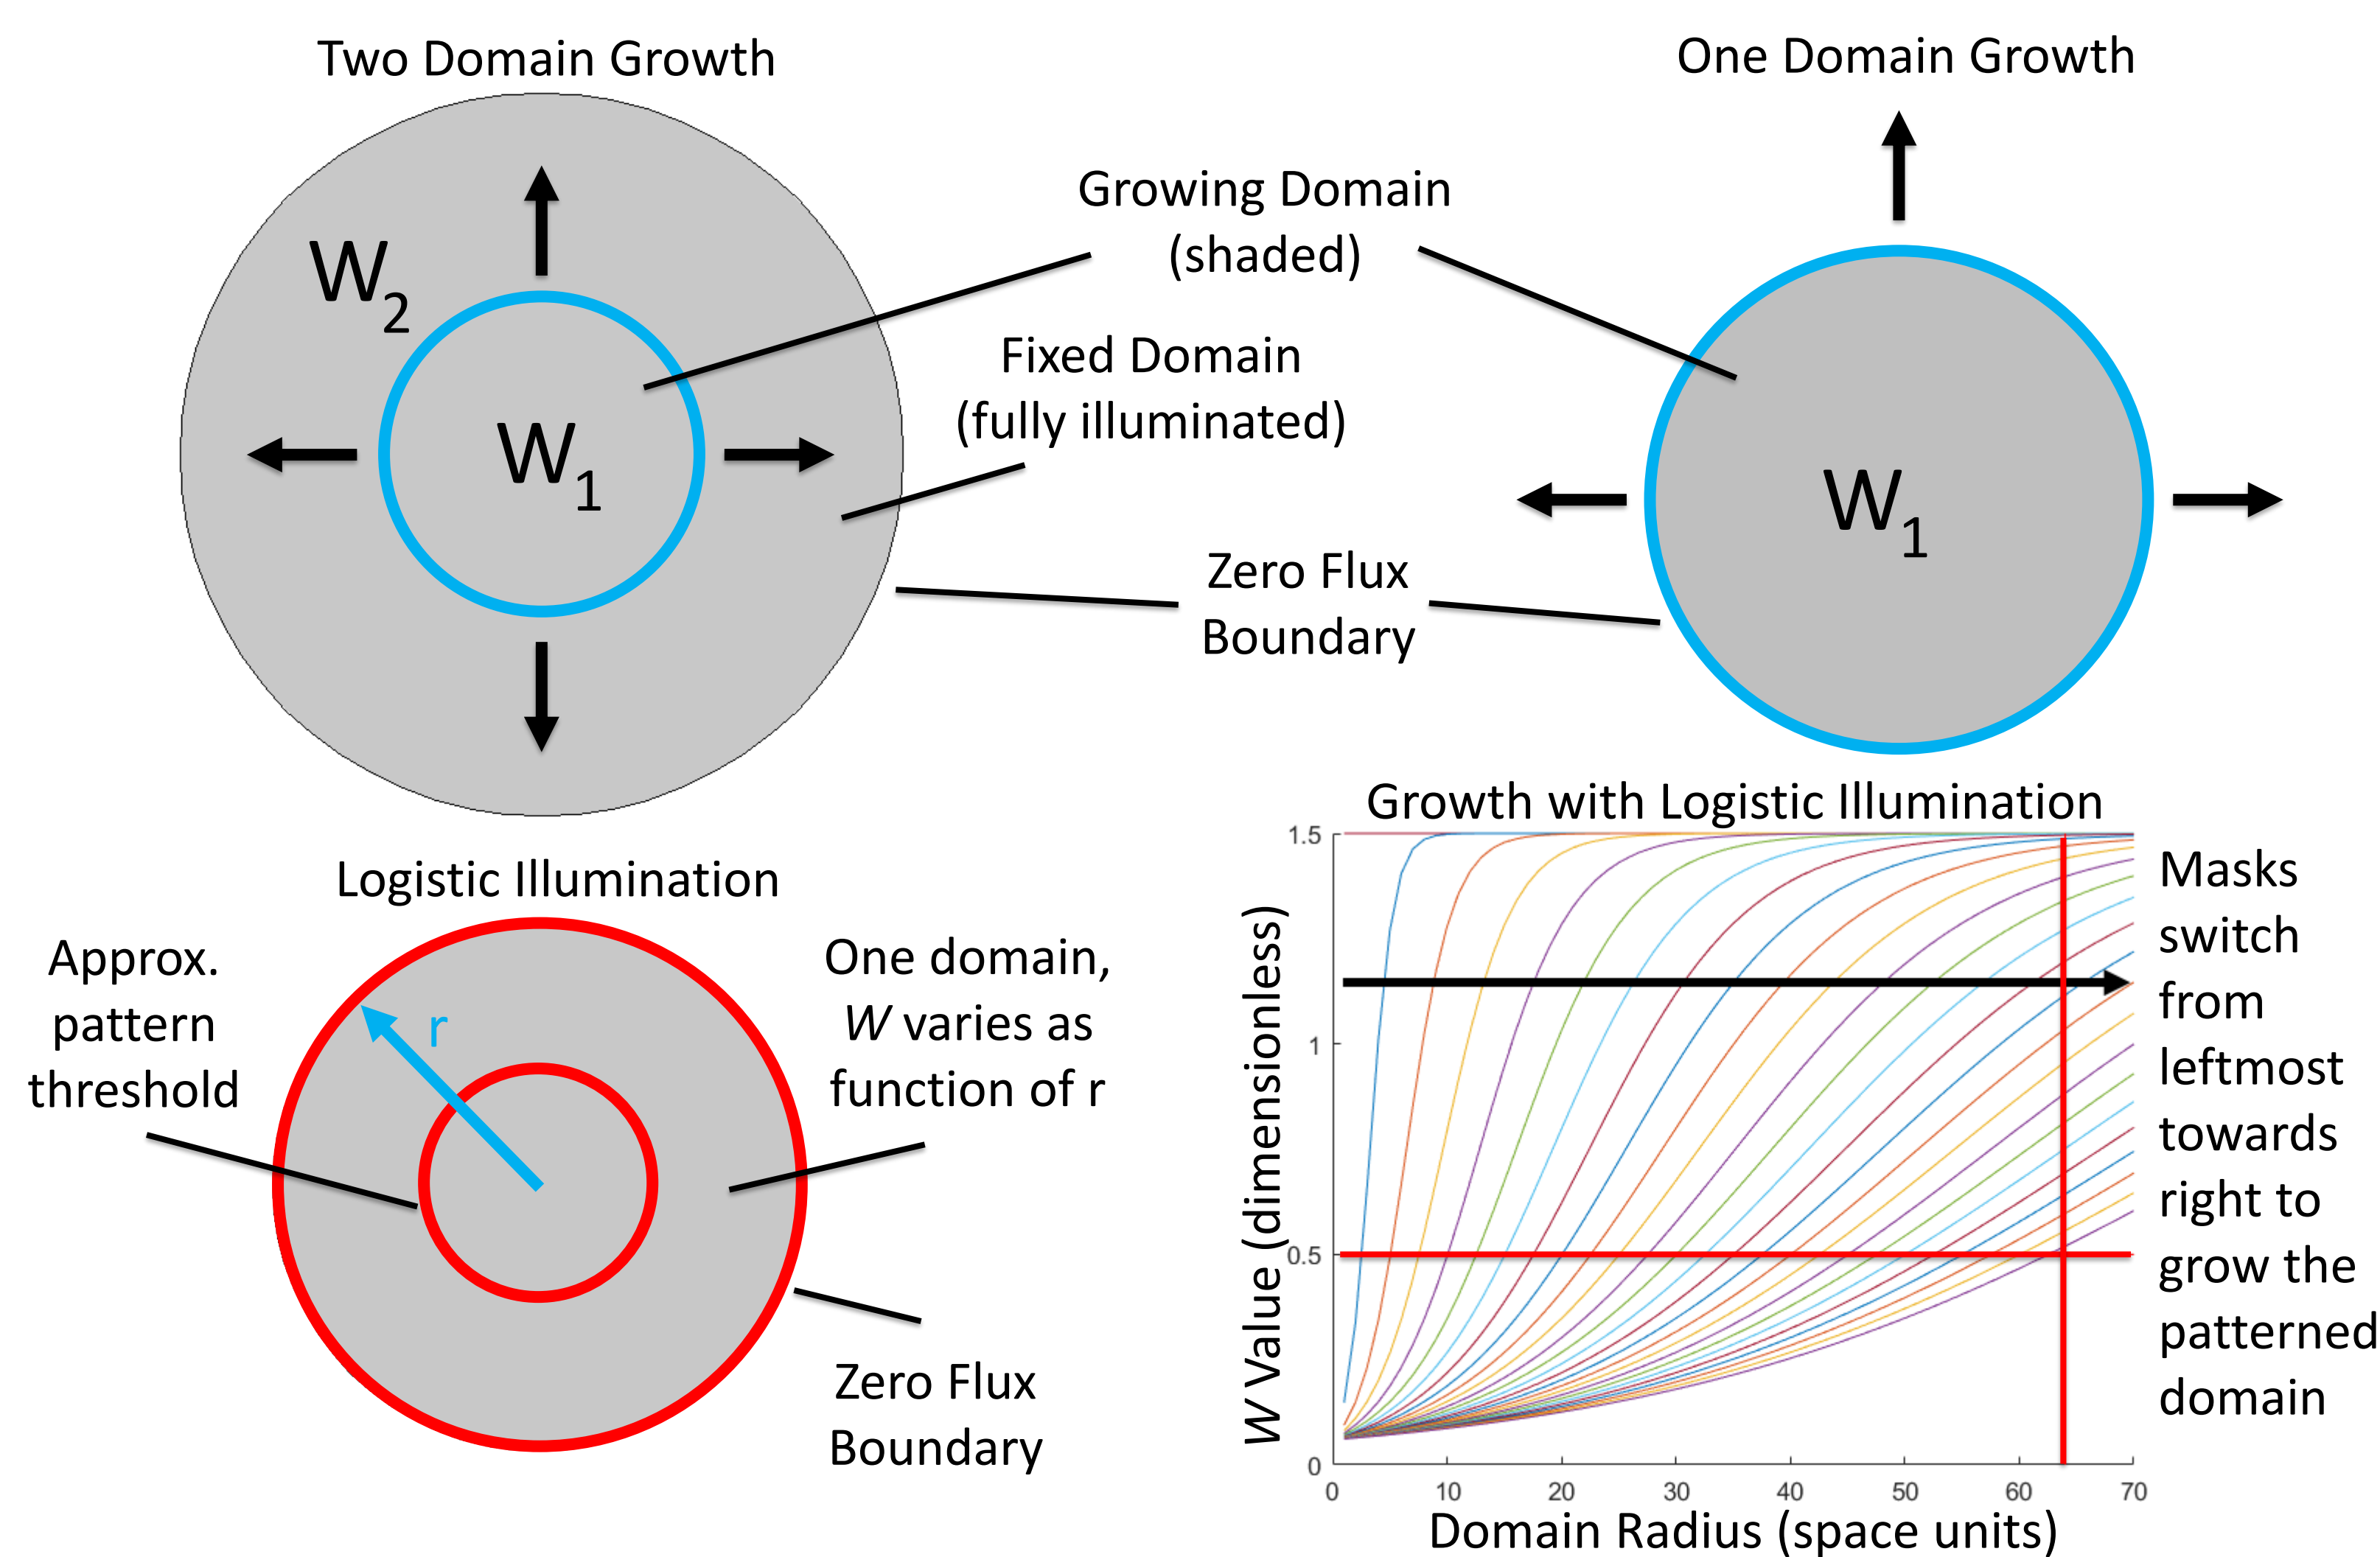 Two Domain Growth
One Domain Growth
Growing Domain
(shaded)
W2
Fixed Domain
(fully illuminated)
W1
W1
Zero Flux
Boundary
Logistic Illumination
Approx.
pattern
threshold
r
One domain,
W varies as
function of r
Zero Flux
Boundary
Growth with Logistic Illumination
W Value (dimensionless)
1.5
1
0.5
0
0 10 20 30 40 50 60 70
Domain Radius (space units)
Masks
switch
from
leftmost
towards
right to
grow the
patterned
domain